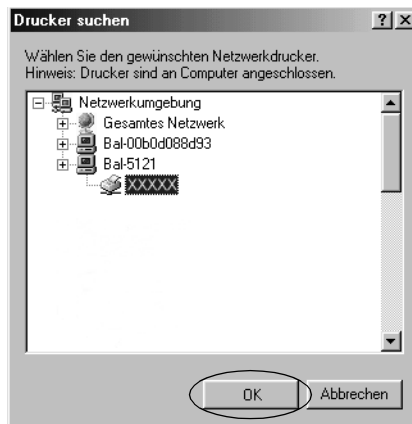 Drucker suchen
Wählen Sie den gewünschten Netzwerkdrucker.
Hinweis: Drucker sind an Computer angeschlossen.
Netzwerkumgebung
Gesamtes Netzwerk
Bal-00b0d088d93
Bal-5121
XXXXX
OK Abbrechen